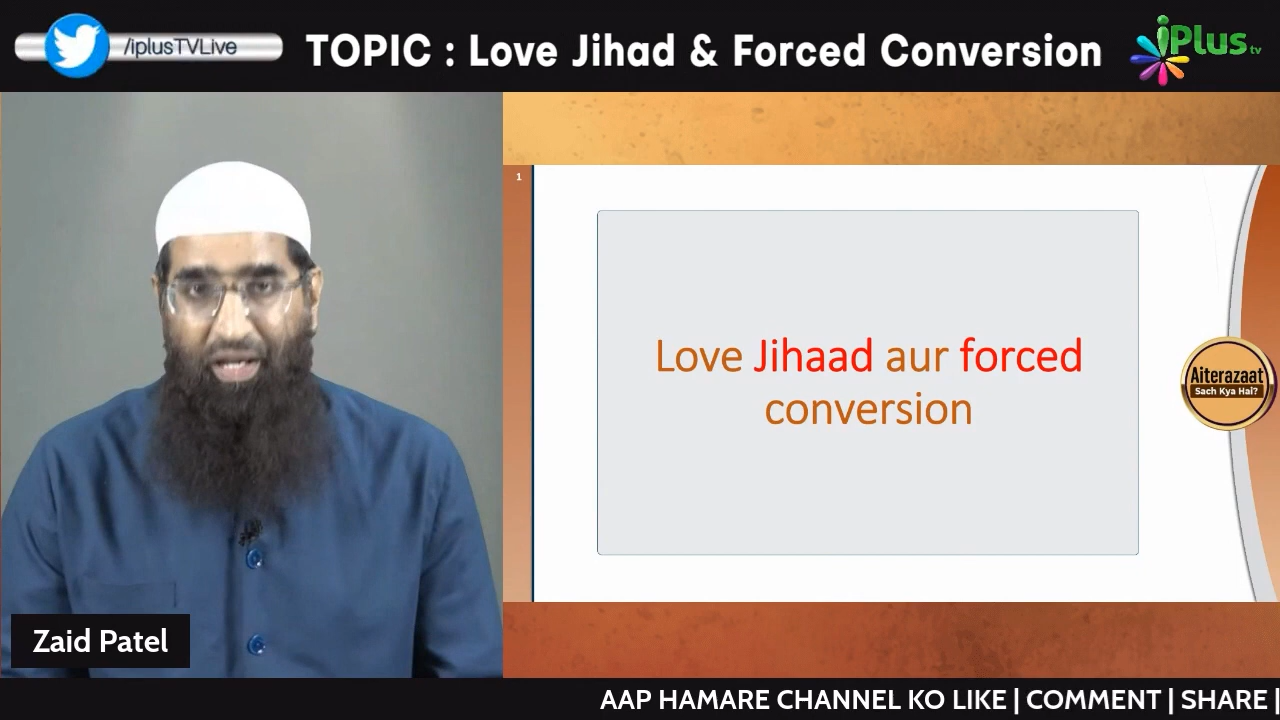 /iplusTVLive
TOPIC : Love Jihad & Forced Conversion
iPlus tv
1
Love Jihaad aur forced
conversion
Aiterazaat
Sach Kya Hai?
Zaid Patel
AAP HAMARE CHANNEL KO LIKE | COMMENT | SHARE |